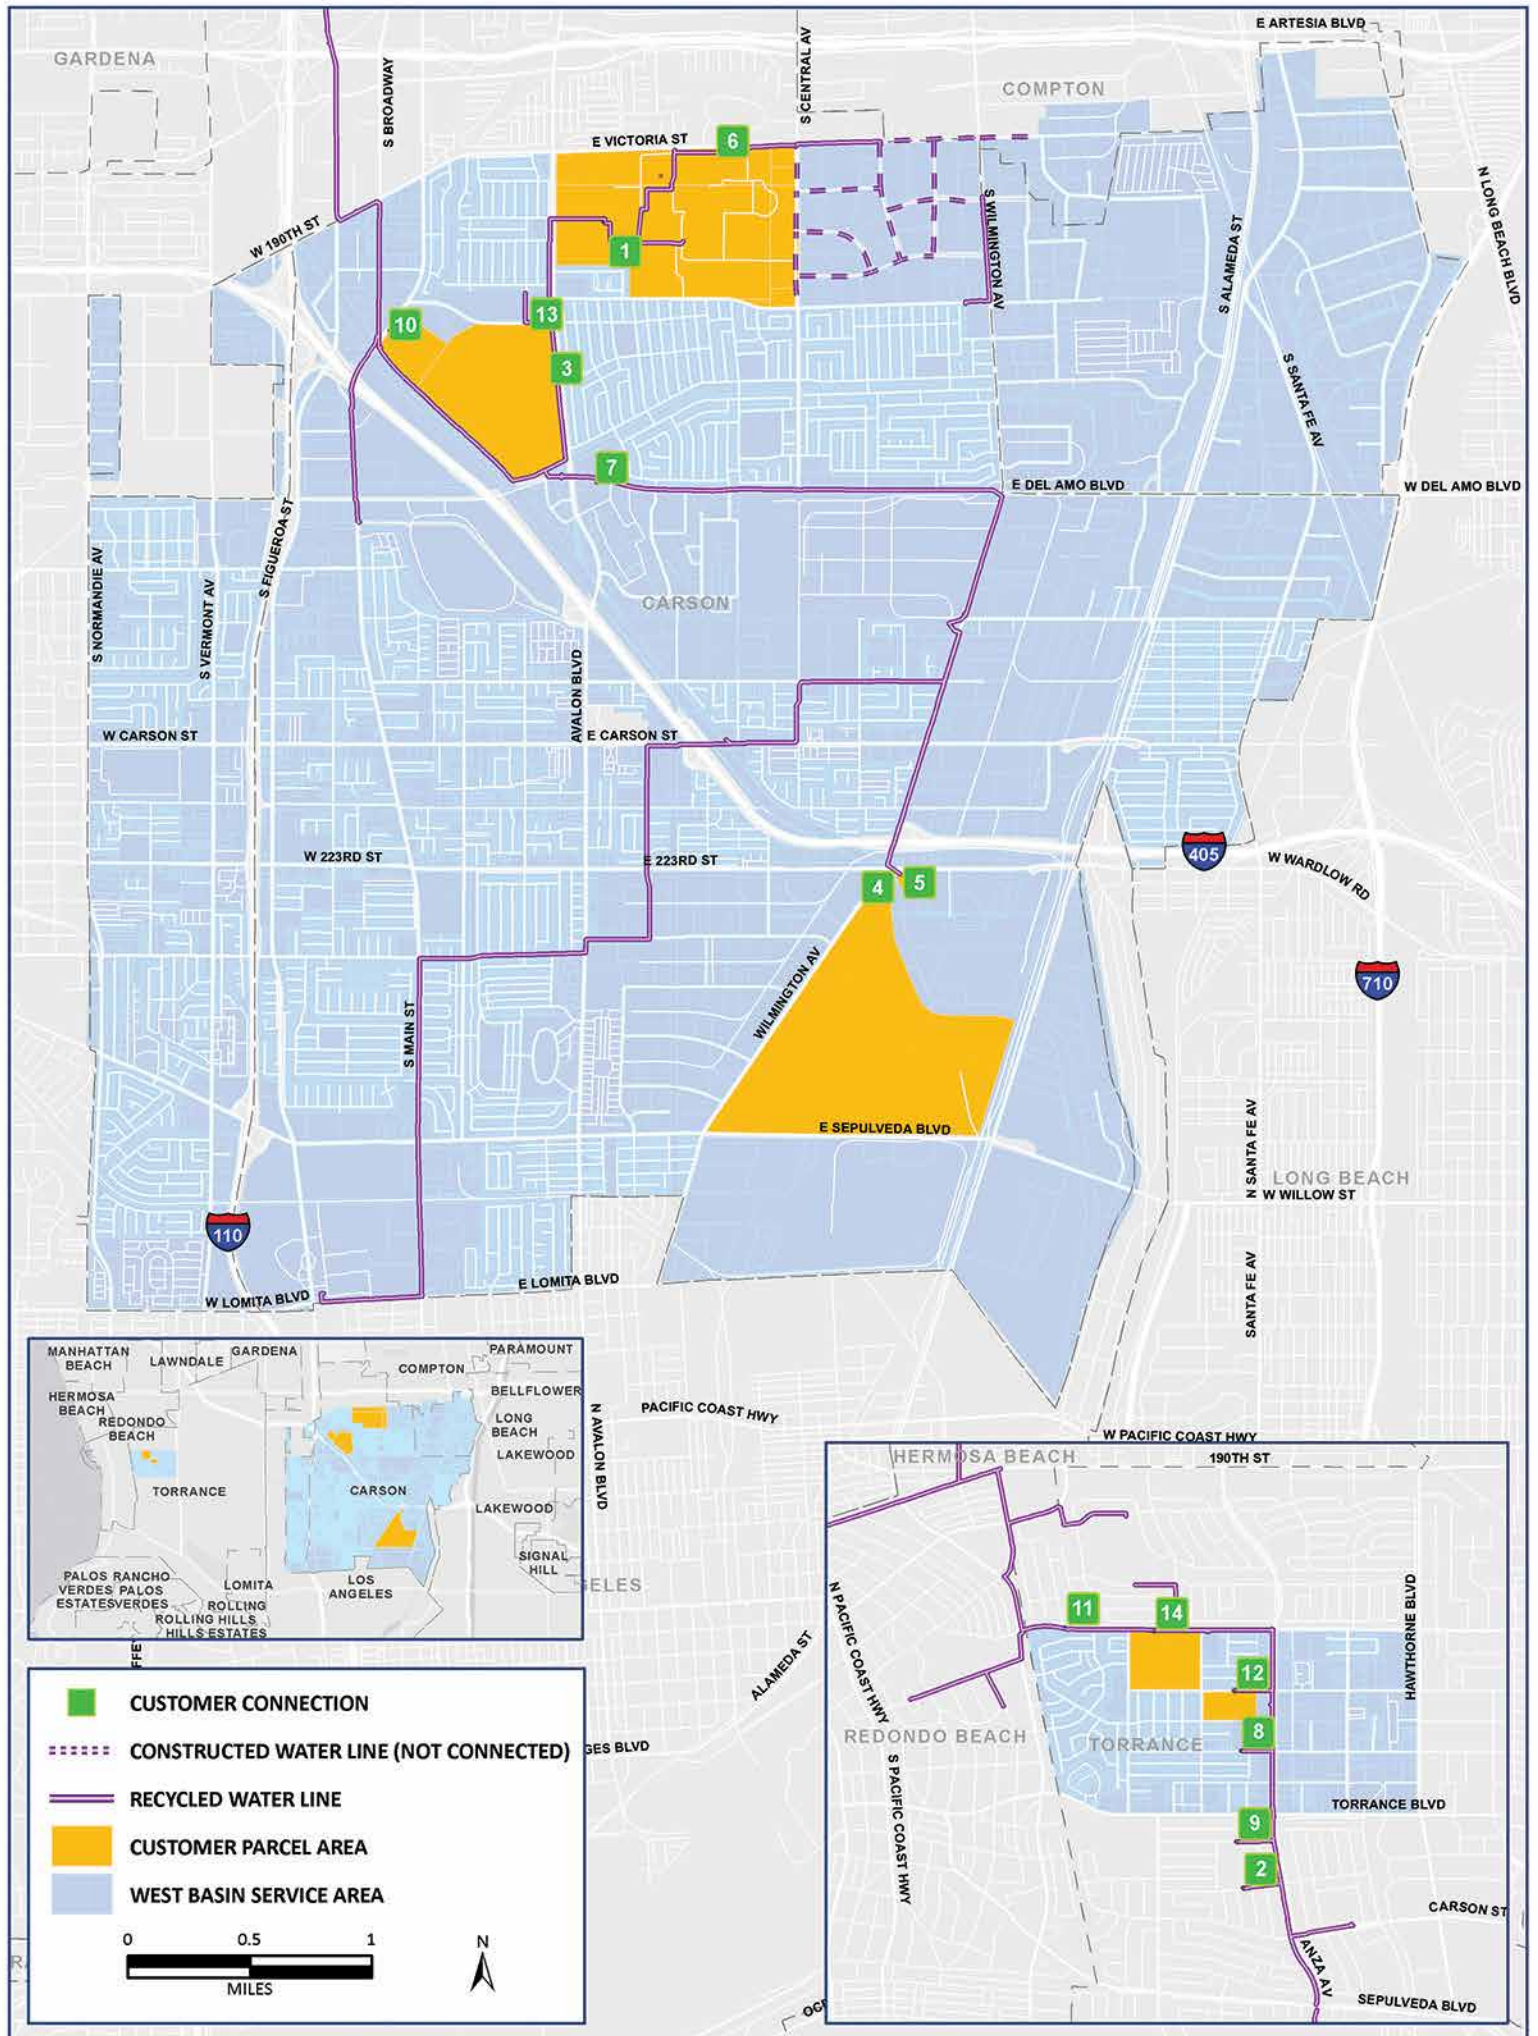 E ARTESIA BLVD
GARDENA
S BROADWAY
S CENTRAL AV
COMPTON
E VICTORIA ST
6
N LONG BEACH BLVD
W 190TH ST
1
S WILMINGTON AV
S ALAMEDA ST
10
13
3
S SANTA FE AV
7
E DEL AMO BLVD
W DEL AMO BLVD
S NORMANDIE AV
S VERMONT AV
S FIGUEROA ST
CARSON
AVALON BLVD
W CARSON ST
E CARSON ST
W 223RD ST
E 223RD ST
405
W WARDLOW RD
4
5
WILMINGTON AV
710
S MAIN ST
E SEPULVEDA BLVD
N SANTA FE AV
LONG BEACH
W WILLOW ST
110
SANTA FE AV
E LOMITA BLVD
W LOMITA BLVD
MANHATTAN
BEACH
LAWNDALE
GARDENA
COMPTON
PARAMOUNT
HERMOSA
BEACH
REDONDO
BEACH
BELLFLOWER
LONG
BEACH
LAKEWOOD
TORRANCE
CARSON
LAKEWOOD
SIGNAL
HILL
PALOS
VERDES
ESTATES
RANCHO
PALOS
VERDES
LOMITA
ROLLING
HILLS
ROLLING HILLS
ESTATES
LOS
ANGELES
N AVALON BLVD
PACIFIC COAST HWY
W PACIFIC COAST HWY
GELES
ALAMEDA ST
GES BLVD
HERMOSA BEACH
190TH ST
N PACIFIC COAST HWY
11
14
HAWTHORNE BLVD
12
8
REDONDO BEACH
TORRANCE
S PACIFIC COAST HWY
TORRANCE BLVD
9
2
CARSON ST
ANZA AV
SEPULVEDA BLVD
CUSTOMER CONNECTION
CONSTRUCTED WATER LINE (NOT CONNECTED)
RECYCLED WATER LINE
CUSTOMER PARCEL AREA
WEST BASIN SERVICE AREA
0 0.5 1
MILES
N